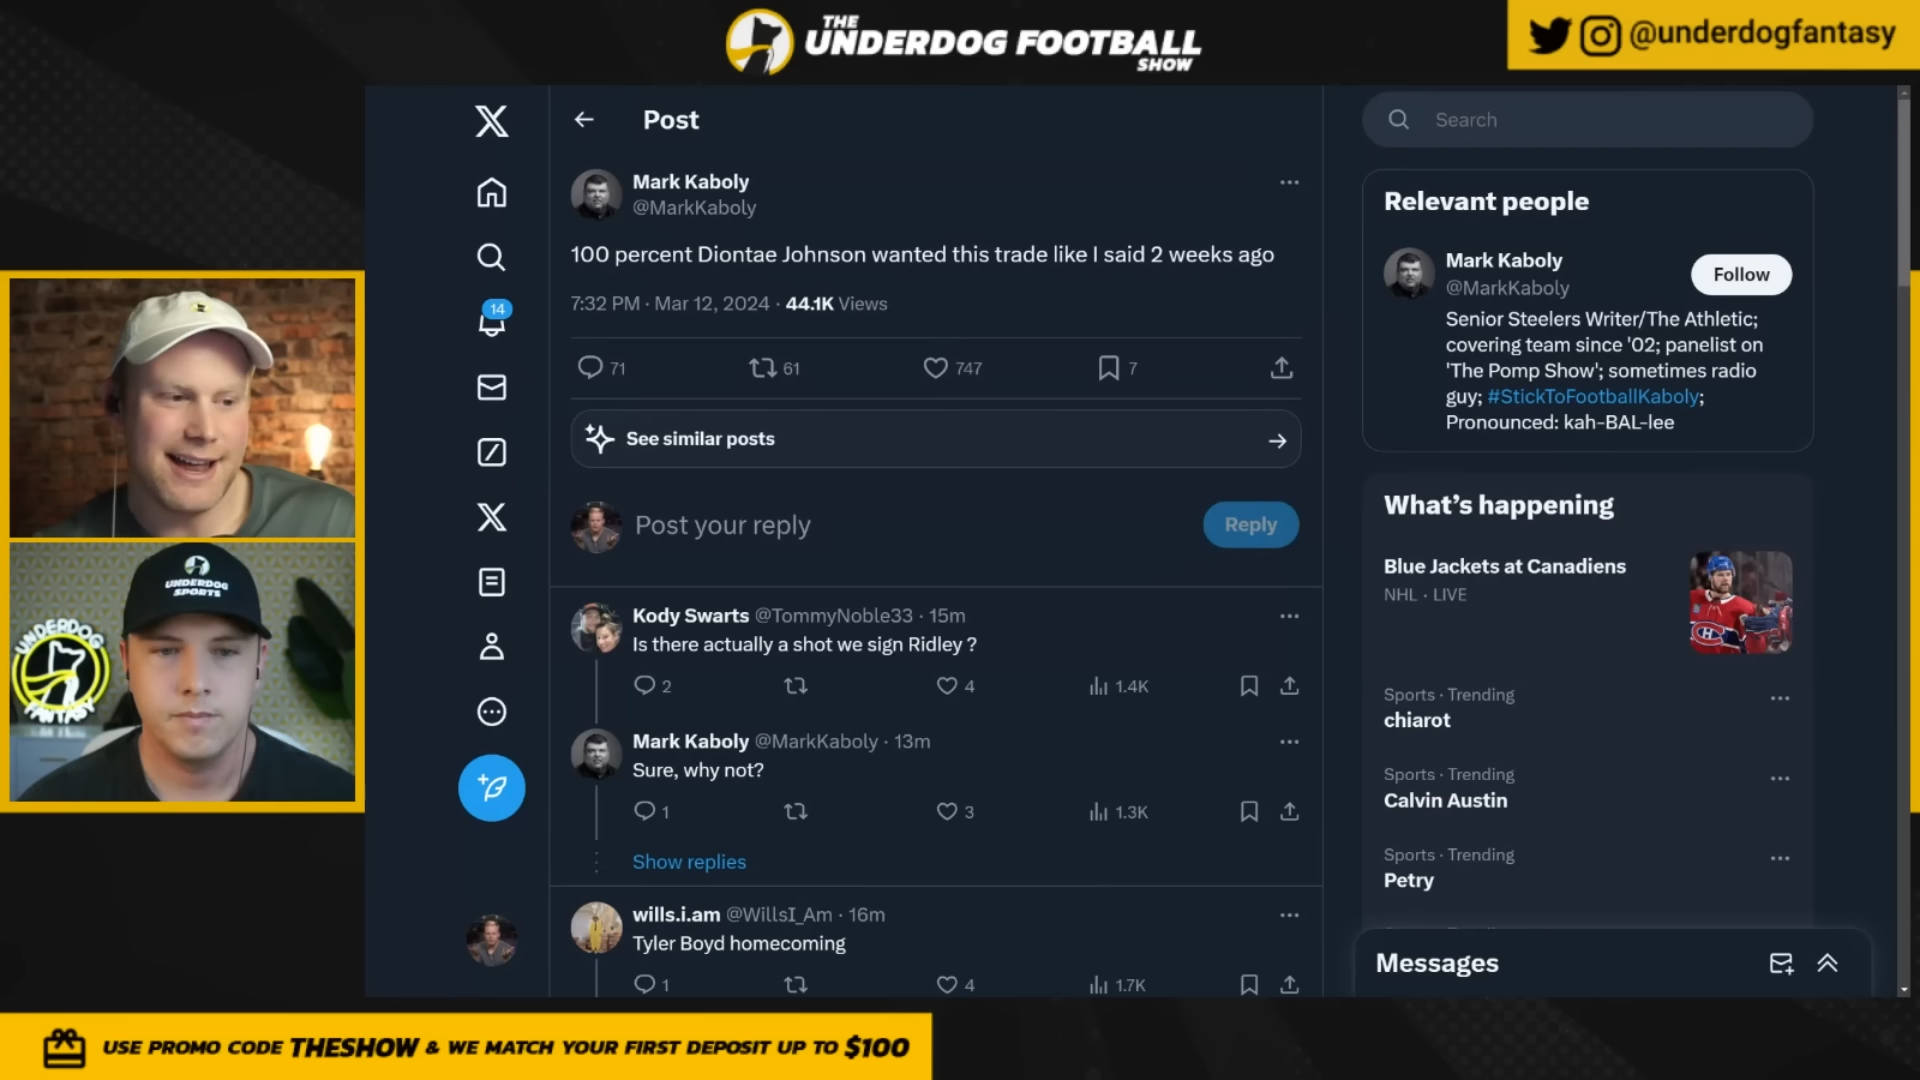 THE
UNDERDOG FOOTBALL
SHOW
@underdogfantasy
Post
Search
Mark Kaboly
@MarkKaboly
100 percent Diontae Johnson wanted this trade like I said 2 weeks ago
7:32 PM · Mar 12, 2024 · 44.1K Views
71
61
747
7
See similar posts
Post your reply
Reply
Kody Swarts @TommyNoble33 · 15m
Is there actually a shot we sign Ridley ?
2
4
1.4K
Mark Kaboly @MarkKaboly · 13m
Sure, why not?
1
3
1.3K
Show replies
wills.i.am @WillsI_Am · 16m
Tyler Boyd homecoming
1
4
1.7K
14
Relevant people
Mark Kaboly
@MarkKaboly
Follow
Senior Steelers Writer/The Athletic;
covering team since '02; panelist on
'The Pomp Show'; sometimes radio
guy; #StickToFootballKaboly;
Pronounced: kah-BAL-lee
What's happening
Blue Jackets at Canadiens
NHL · LIVE
Sports · Trending
chiarot
Sports · Trending
Calvin Austin
Sports · Trending
Petry
Messages
UNDERDOG
SPORTS
UNDERDOG
FANTASY
USE PROMO CODE THESHOW & WE MATCH YOUR FIRST DEPOSIT UP TO $100